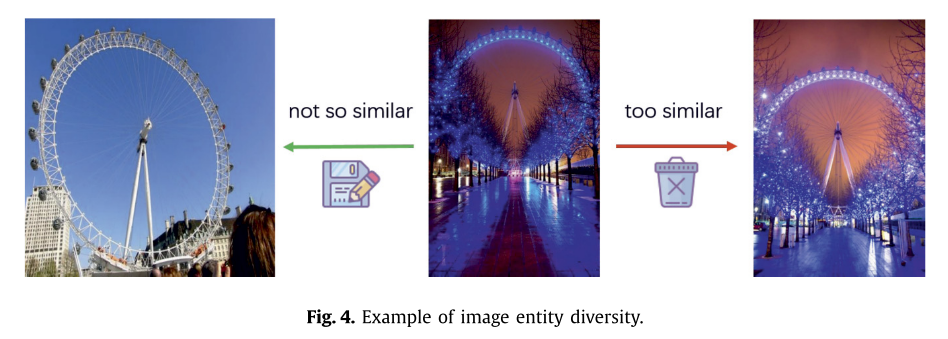 not so similar
too similar
Fig. 4. Example of image entity diversity.